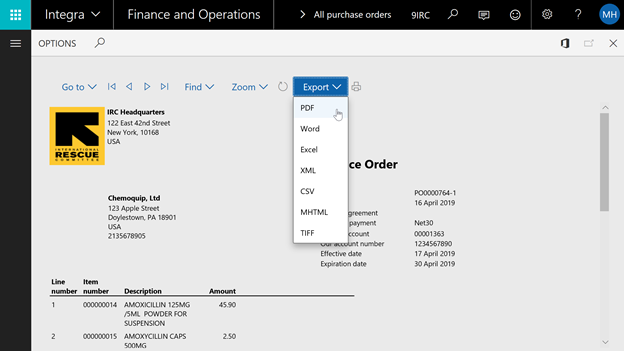 Integra Finance and Operations All purchase orders 9IRC ? MH
OPTIONS
Go to Find Zoom Export
PDF
Word
Excel
XML
CSV
MHTML
TIFF
INTERNATIONAL
RESCUE
COMMITTEE
IRC Headquarters
122 East 42nd Street
New York, 10168
USA
ce Order
Chemoquip, Ltd
123 Apple Street
Doylestown, PA 18901
USA
2135678905
PO0000764-1
16 April 2019
greement
payment Net30
ccount 00001363
Our account number 1234567890
Effective date 17 April 2019
Expiration date 30 April 2019
Line number Item number Description Amount
1 000000014 AMOXICILLIN 125MG 45.90
/5ML POWDER FOR
SUSPENSION
2 000000015 AMOXYCILLIN CAPS 2.50
500MG